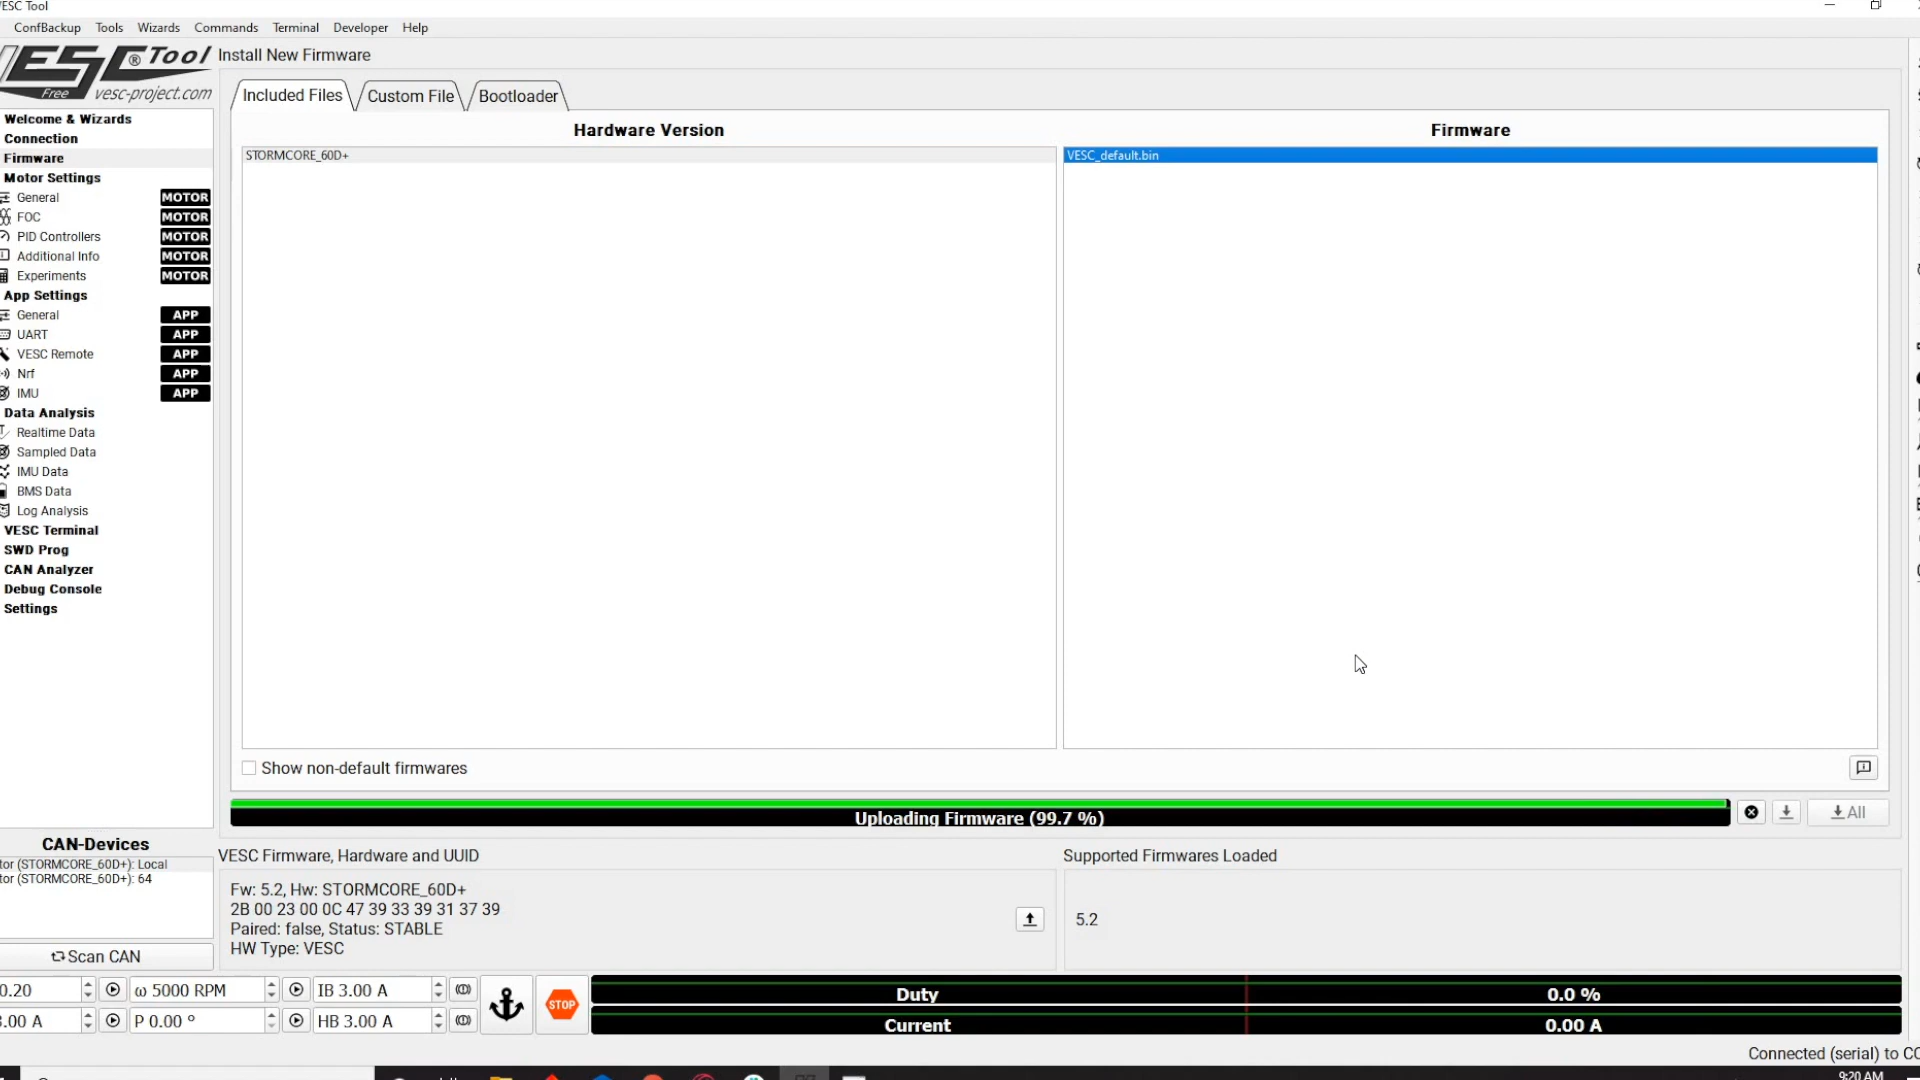 VESC Tool
ConfBackup Tools Wizards Commands Terminal Developer Help
VESC® Tool
Free vesc-project.com
Install New Firmware
Included Files Custom File Bootloader
Hardware Version Firmware
STORMCORE_60D+ VESC_default.bin
Welcome & Wizards
Connection
Firmware
Motor Settings
General MOTOR
FOC MOTOR
PID Controllers MOTOR
Additional Info MOTOR
Experiments MOTOR
App Settings
General APP
UART APP
VESC Remote APP
Nrf APP
IMU APP
Data Analysis
Realtime Data
Sampled Data
IMU Data
BMS Data
Log Analysis
VESC Terminal
SWD Prog
CAN Analyzer
Debug Console
Settings
Show non-default firmwares
Uploading Firmware (99.7 %)
All
CAN-Devices
tor (STORMCORE_60D+): Local
tor (STORMCORE_60D+): 64
Scan CAN
VESC Firmware, Hardware and UUID
Fw: 5.2, Hw: STORMCORE_60D+
2B 00 23 00 0C 47 39 33 39 31 37 39
Paired: false, Status: STABLE
HW Type: VESC
Supported Firmwares Loaded
5.2
0.20 ω 5000 RPM IB 3.00 A
.00 A P 0.00 ° HB 3.00 A
STOP
Duty 0.0 %
Current 0.00 A
Connected (serial) to CO
9:20 AM